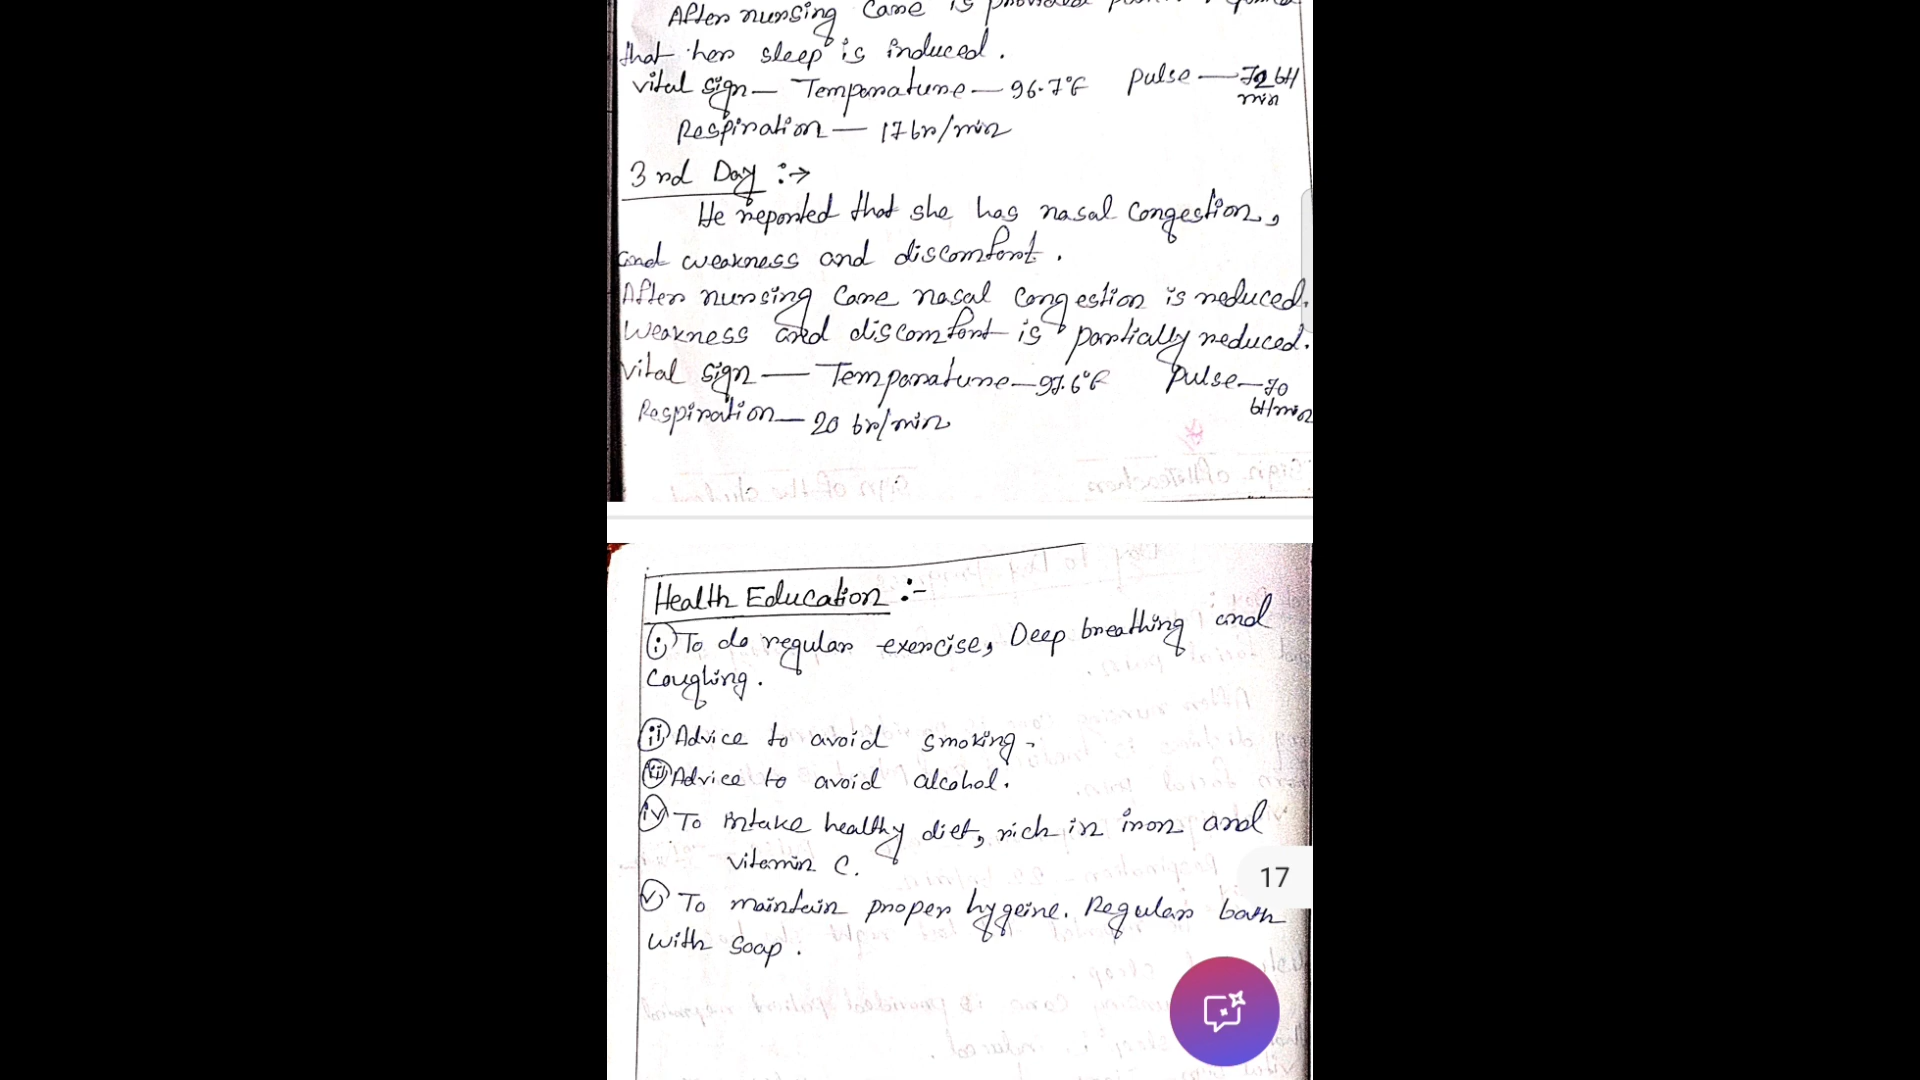 After nursing care is provided
that her sleep is induced.
vital sign — Temperature — 96.7°F pulse — 72 bt/
min
Respiration — 17 br/min
3 rd Day :→
He reported that she has nasal congestion,
and weakness and discomfort.
After nursing care nasal congestion is reduced.
Weakness and discomfort is partially reduced.
vital sign — Temparature — 97.6°F pulse — 70
bt/min
Respiration — 20 br/min
Health Education :-
(i) To do regular exercise, Deep breathing and
coughing.
(ii) Advice to avoid smoking.
(iii) Advice to avoid alcohol.
(iv) To intake healthy diet, rich in iron and
vitamin C.
17
(v) To maintain proper hygeine. Regular bath
with soap.